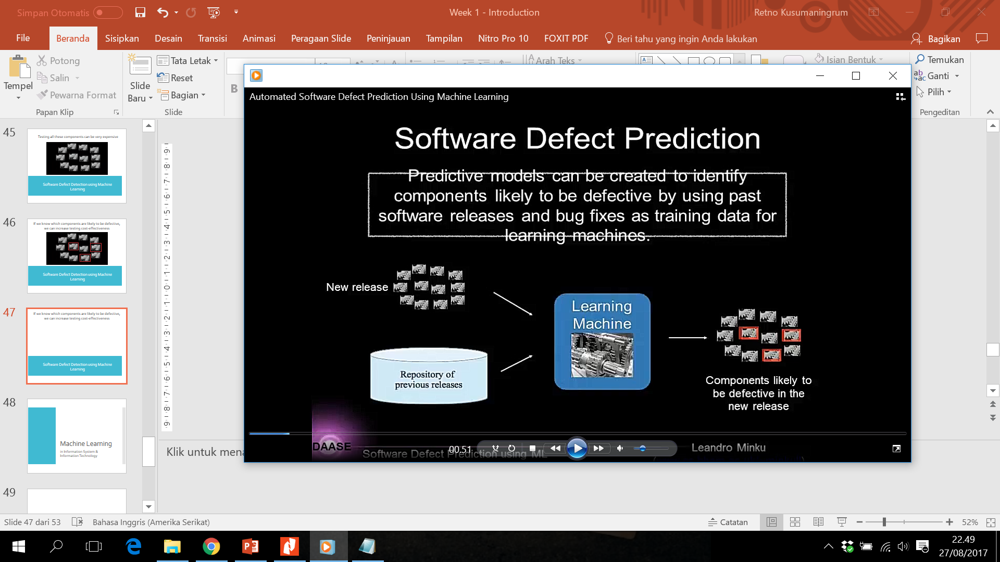 Simpan Otomatis
Week 1 - Introduction
Retno Kusumaningrum
File
Beranda
Sisipkan
Desain
Transisi
Animasi
Peragaan Slide
Peninjauan
Tampilan
Nitro Pro 10
FOXIT PDF
Beri tahu yang ingin Anda lakukan
Bagikan
Tempel
Potong
Salin
Pewarna Format
Papan Klip
Slide
Baru
Tata Letak
Reset
Bagian
Slide
B
Arah Teks
Isian Bentuk
Temukan
Ganti
Pilih
Pengeditan
45
Testing all these components can be very expensive
Software Defect Detection using Machine
Learning
46
If we know which components are likely to be defective,
we can increase testing cost-effectiveness
Software Defect Detection using Machine
Learning
47
If we know which components are likely to be defective,
we can increase testing cost-effectiveness
Software Defect Detection using Machine
Learning
48
Machine Learning
in Information System &
Information Technology
49
Automated Software Defect Prediction Using Machine Learning
Software Defect Prediction
Predictive models can be created to identify
components likely to be defective by using past
software releases and bug fixes as training data for
learning machines.
New release
Repository of
previous releases
Learning
Machine
Components likely to
be defective in the
new release
DAASE
Software Defect Prediction using ML
00.51
Leandro Minku
Klik untuk mena
Slide 47 dari 53
Bahasa Inggris (Amerika Serikat)
Catatan
52%
22.49
27/08/2017